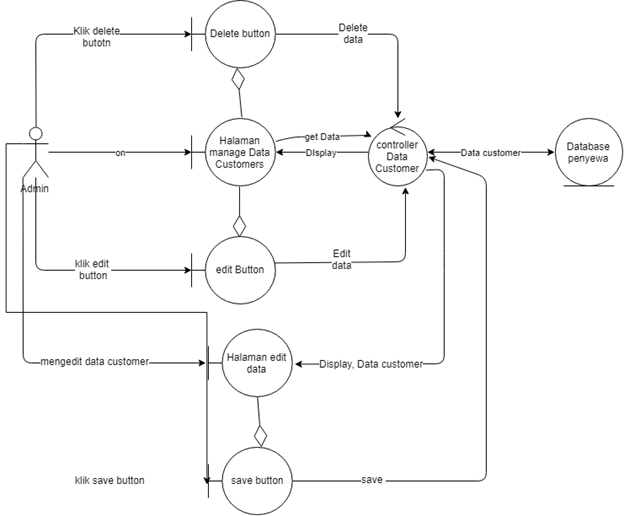 Klik delete
butotn
Delete button
Delete
data
Admin
on
Halaman
manage Data
Customers
get Data
DIsplay
controller
Data
Customer
Data customer
Database
penyewa
klik edit
button
edit Button
Edit
data
mengedit data customer
Halaman edit
data
Display, Data customer
klik save button
save button
save